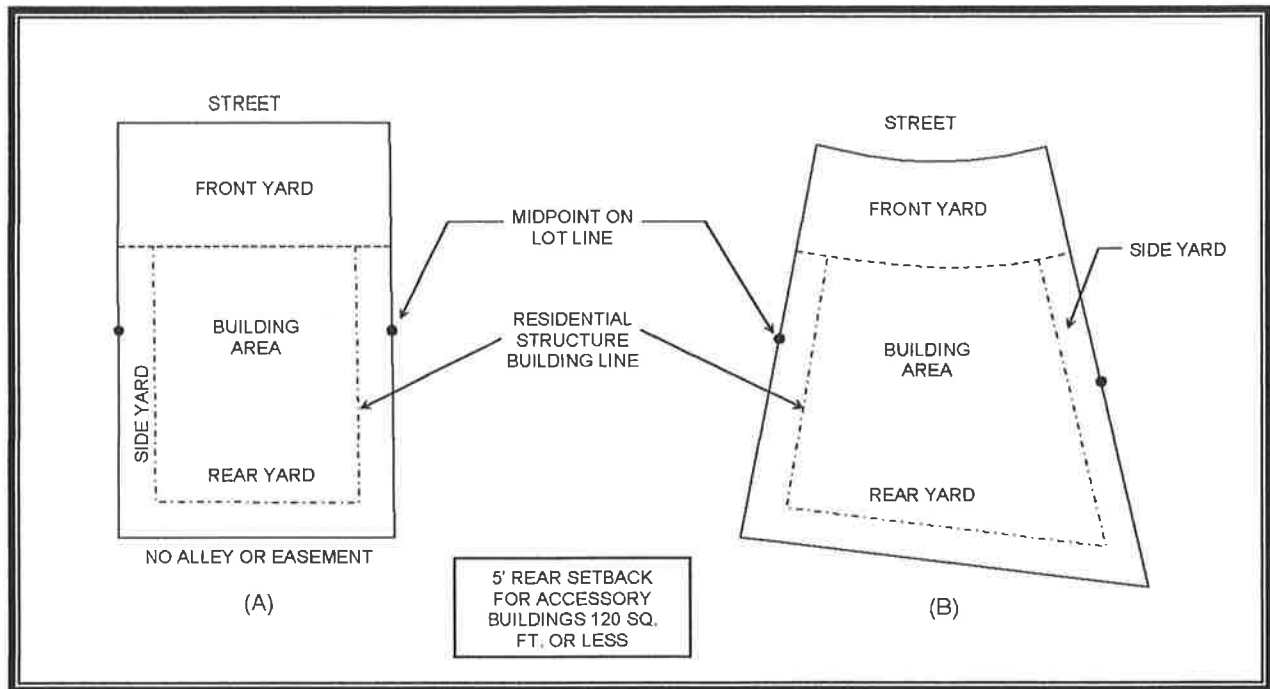 STREET
FRONT YARD
BUILDING
AREA
SIDE YARD
REAR YARD
NO ALLEY OR EASEMENT
(A)
MIDPOINT ON
LOT LINE
RESIDENTIAL
STRUCTURE
BUILDING LINE
5' REAR SETBACK
FOR ACCESSORY
BUILDINGS 120 SQ.
FT. OR LESS
STREET
FRONT YARD
SIDE YARD
BUILDING
AREA
REAR YARD
(B)